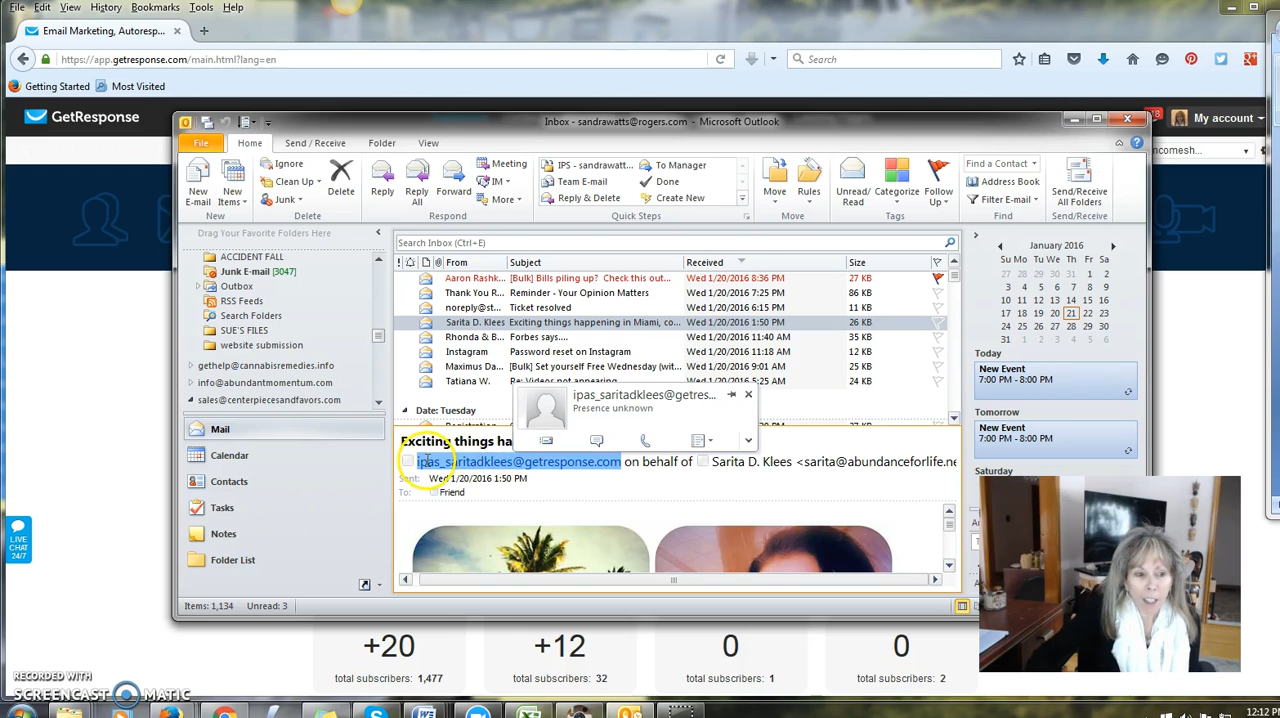 File Edit View History Bookmarks Tools Help
Email Marketing, Autoresp...
https://app.getresponse.com/main.html?lang=en
Search
Getting Started Most Visited
GetResponse
My account
Inbox - sandrawatts@rogers.com - Microsoft Outlook
File Home Send / Receive Folder View
New E-mail
New Items
New
Ignore
Clean Up
Junk
Delete
Delete
Reply
Reply All
Forward
Meeting
IM
More
Respond
IPS - sandrawatt...
Team E-mail
Reply & Delete
To Manager
Done
Create New
Quick Steps
Move
Rules
Move
Unread/ Read
Categorize
Follow Up
Tags
Find a Contact
Address Book
Filter E-mail
Find
Send/Receive All Folders
Send/Receive
incomesh...
Drag Your Favorite Folders Here
ACCIDENT FALL
Junk E-mail [3047]
Outbox
RSS Feeds
Search Folders
SUE'S FILES
website submission
gethelp@cannabisremedies.info
info@abundantmomentum.com
sales@centerpiecesandfavors.com
Mail
Calendar
Contacts
Tasks
Notes
Folder List
Search Inbox (Ctrl+E)
From Subject Received Size
Aaron Rashk... [Bulk] Bills piling up? Check this out... Wed 1/20/2016 8:36 PM 27 KB
Thank You R... Reminder - Your Opinion Matters Wed 1/20/2016 7:25 PM 86 KB
noreply@st... Ticket resolved Wed 1/20/2016 6:15 PM 11 KB
Sarita D. Klees Exciting things happening in Miami, co... Wed 1/20/2016 1:50 PM 26 KB
Rhonda & B... Forbes says.... Wed 1/20/2016 11:40 AM 32 KB
Instagram Password reset on Instagram Wed 1/20/2016 11:18 AM 12 KB
Maximus Da... [Bulk] Set yourself Free Wednesday (wit... Wed 1/20/2016 9:01 AM 25 KB
Tatiana W. Re: Videos not appearing 24 KB
Date: Tuesday
ipas_saritadklees@getres...
Presence unknown
Exciting things ha
ipas_saritadklees@getresponse.com on behalf of Sarita D. Klees <sarita@abundanceforlife.ne
Sent: Wed 1/20/2016 1:50 PM
To: Friend
January 2016
Su Mo Tu We Th Fr Sa
27 28 29 30 31 1 2
3 4 5 6 7 8 9
10 11 12 13 14 15 16
17 18 19 20 21 22 23
24 25 26 27 28 29 30
31 1 2 3 4 5 6
Today
New Event
7:00 PM - 8:00 PM
Tomorrow
New Event
7:00 PM - 8:00 PM
Saturday
LIVE CHAT 24/7
Items: 1,134 Unread: 3
+20
total subscribers: 1,477
+12
total subscribers: 32
0
total subscribers: 1
0
total subscribers: 2
RECORDED WITH
SCREENCAST MATIC
12:12 PM